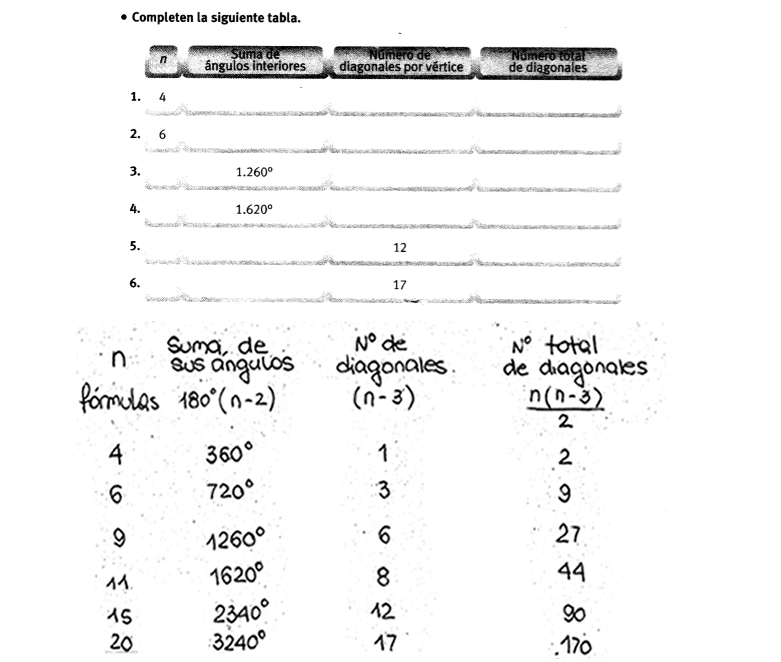 • Completen la siguiente tabla.
n Suma de ángulos interiores Número de diagonales por vértice Número total de diagonales
1. 4
2. 6
3. 1.260º
4. 1.620º
5. 12
6. 17
n Suma de sus ángulos Nº de diagonales. Nº total de diagonales
fórmulas 180°(n-2) (n-3) n(n-3)/2
4 360° 1 2
6 720° 3 9
9 1260° 6 27
11 1620° 8 44
15 2340° 12 90
20 3240° 17 170